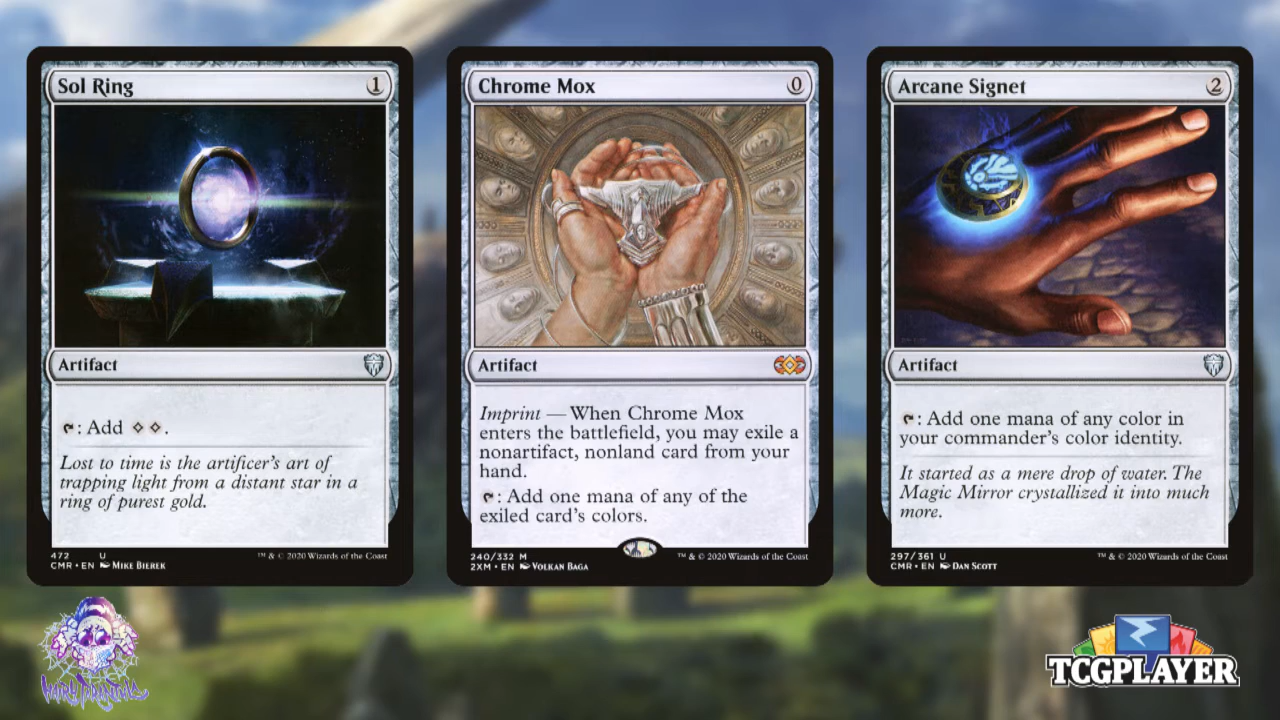 Sol Ring 1
Artifact
: Add .
Lost to time is the artificer's art of
trapping light from a distant star in a
ring of purest gold.
472 U
CMR • EN Mike Bierek
™ & © 2020 Wizards of the Coast
Chrome Mox 0
Artifact
Imprint — When Chrome Mox
enters the battlefield, you may exile a
nonartifact, nonland card from your
hand.
: Add one mana of any of the
exiled card's colors.
240/332 M
2XM • EN Volkan Baga
™ & © 2020 Wizards of the Coast
Arcane Signet 2
Artifact
: Add one mana of any color in
your commander's color identity.
It started as a mere drop of water. The
Magic Mirror crystallized it into much
more.
297/361 U
CMR • EN Dan Scott
™ & © 2020 Wizards of the Coast
Hairy Tarantula
TCGPLAYER